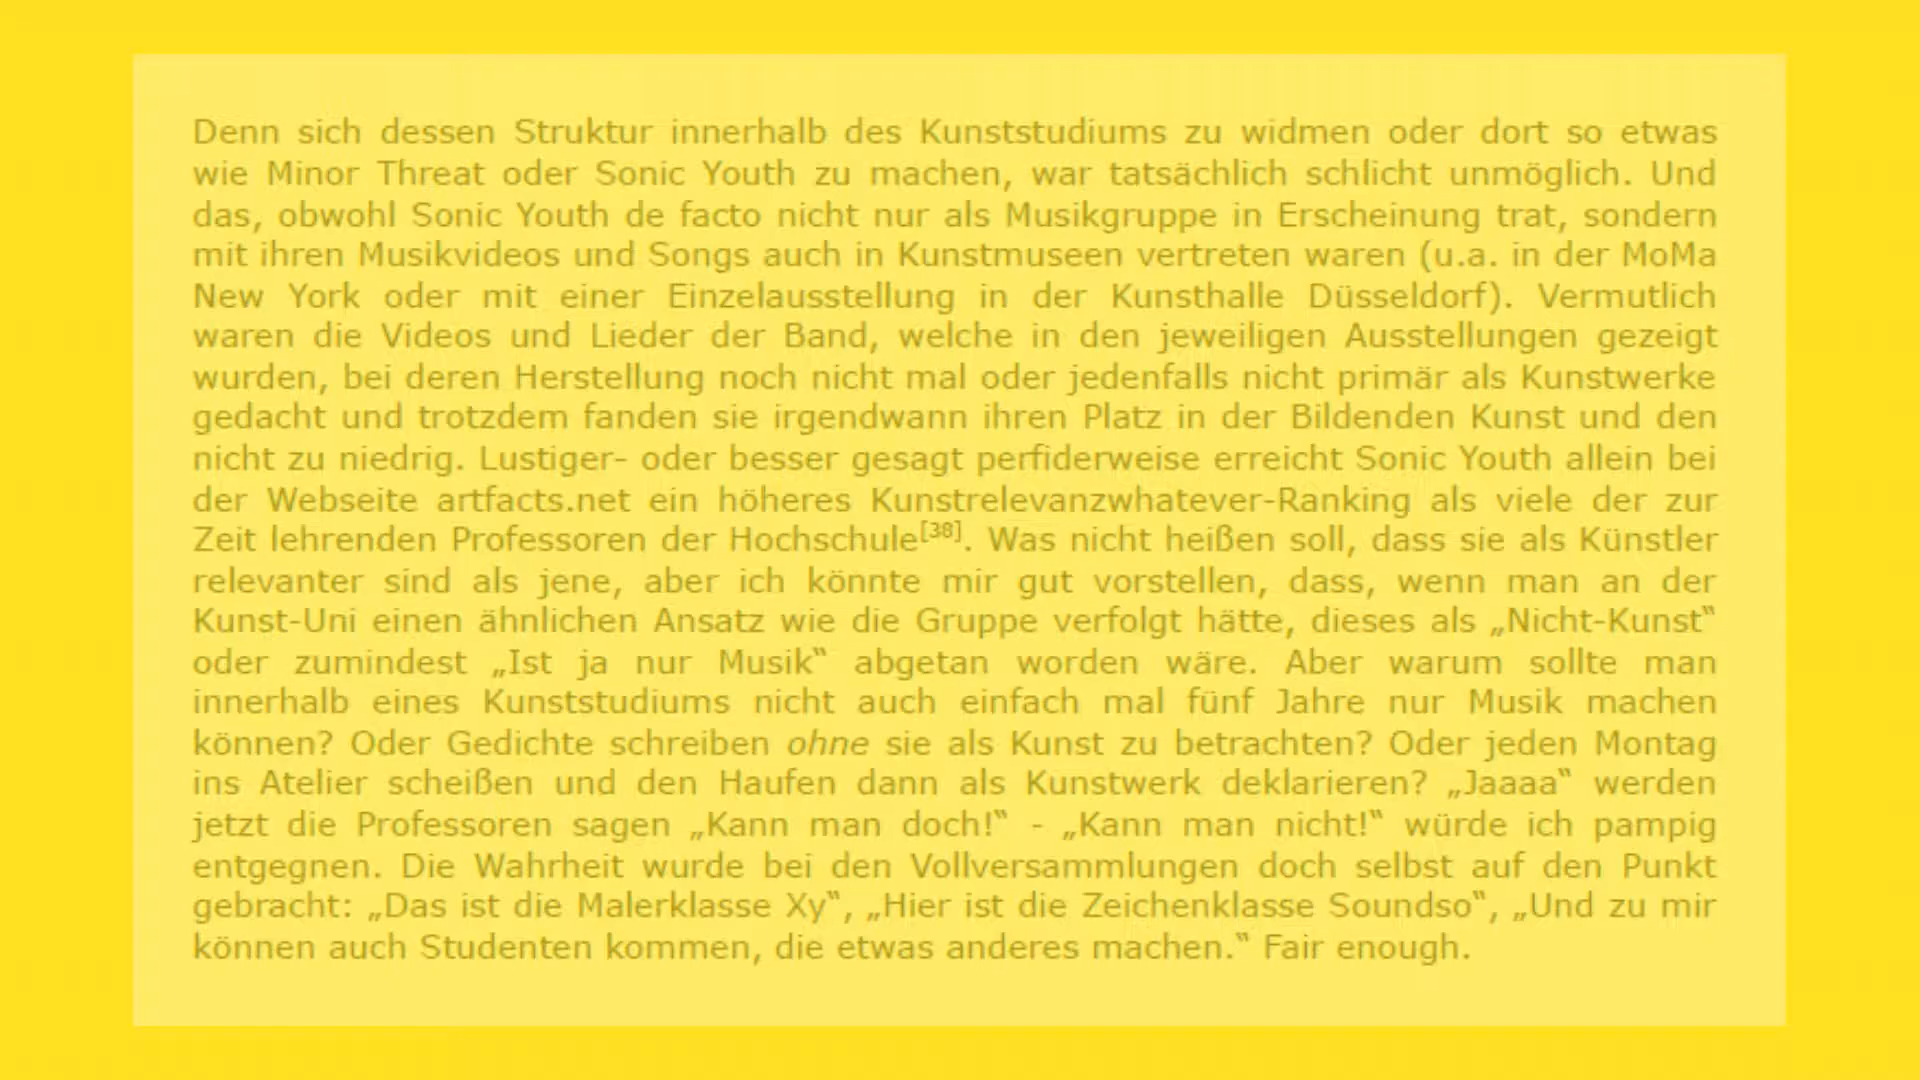 Denn sich dessen Struktur innerhalb des Kunststudiums zu widmen oder dort so etwas
wie Minor Threat oder Sonic Youth zu machen, war tatsächlich schlicht unmöglich. Und
das, obwohl Sonic Youth de facto nicht nur als Musikgruppe in Erscheinung trat, sondern
mit ihren Musikvideos und Songs auch in Kunstmuseen vertreten waren (u.a. in der MoMa
New York oder mit einer Einzelausstellung in der Kunsthalle Düsseldorf). Vermutlich
waren die Videos und Lieder der Band, welche in den jeweiligen Ausstellungen gezeigt
wurden, bei deren Herstellung noch nicht mal oder jedenfalls nicht primär als Kunstwerke
gedacht und trotzdem fanden sie irgendwann ihren Platz in der Bildenden Kunst und den
nicht zu niedrig. Lustiger- oder besser gesagt perfiderweise erreicht Sonic Youth allein bei
der Webseite artfacts.net ein höheres Kunstrelevanzwhatever-Ranking als viele der zur
Zeit lehrenden Professoren der Hochschule[38]. Was nicht heißen soll, dass sie als Künstler
relevanter sind als jene, aber ich könnte mir gut vorstellen, dass, wenn man an der
Kunst-Uni einen ähnlichen Ansatz wie die Gruppe verfolgt hätte, dieses als „Nicht-Kunst‟
oder zumindest „Ist ja nur Musik‟ abgetan worden wäre. Aber warum sollte man
innerhalb eines Kunststudiums nicht auch einfach mal fünf Jahre nur Musik machen
können? Oder Gedichte schreiben ohne sie als Kunst zu betrachten? Oder jeden Montag
ins Atelier scheißen und den Haufen dann als Kunstwerk deklarieren? „Jaaaa‟ werden
jetzt die Professoren sagen „Kann man doch!‟ - „Kann man nicht!‟ würde ich pampig
entgegnen. Die Wahrheit wurde bei den Vollversammlungen doch selbst auf den Punkt
gebracht: „Das ist die Malerklasse Xy‟, „Hier ist die Zeichenklasse Soundso‟, „Und zu mir
können auch Studenten kommen, die etwas anderes machen.‟ Fair enough.